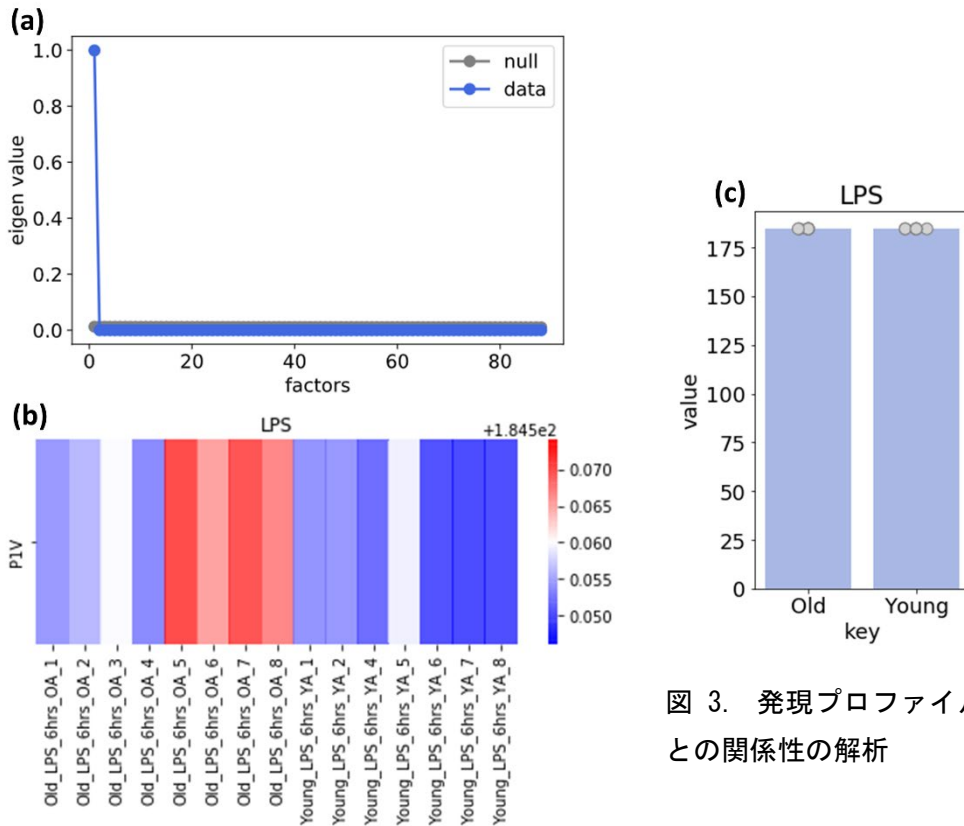 (a)
1.0
0.8
0.6
0.4
0.2
0.0
eigen value
null
data
0
20
40
60
80
factors
(b)
LPS
+1.845e2
P1V
0.070
0.065
0.060
0.055
0.050
Old_LPS_6hrs_OA_1
Old_LPS_6hrs_OA_2
Old_LPS_6hrs_OA_3
Old_LPS_6hrs_OA_4
Old_LPS_6hrs_OA_5
Old_LPS_6hrs_OA_6
Old_LPS_6hrs_OA_7
Old_LPS_6hrs_OA_8
Young_LPS_6hrs_YA_1
Young_LPS_6hrs_YA_2
Young_LPS_6hrs_YA_4
Young_LPS_6hrs_YA_5
Young_LPS_6hrs_YA_6
Young_LPS_6hrs_YA_7
Young_LPS_6hrs_YA_8
(c)
LPS
175
150
125
100
75
50
25
0
value
Old
Young
key
図 3. 発現プロファイル
との関係性の解析